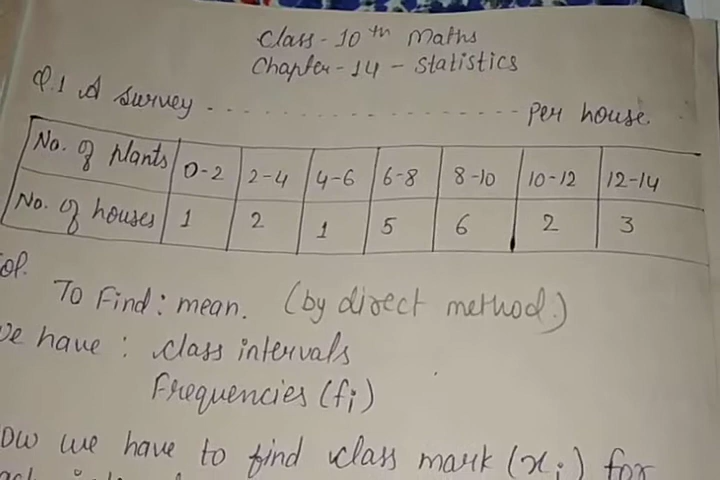 Class - 10th Maths
Chapter - 14 - Statistics
Q.1 A survey .................... per house.
No. of plants 0-2 2-4 4-6 6-8 8-10 10-12 12-14
No. of houses 1 2 1 5 6 2 3
Sol.
To Find : mean. (by direct method.)
We have : class intervals
Frequencies (fi)
Now we have to find class mark (xi) for